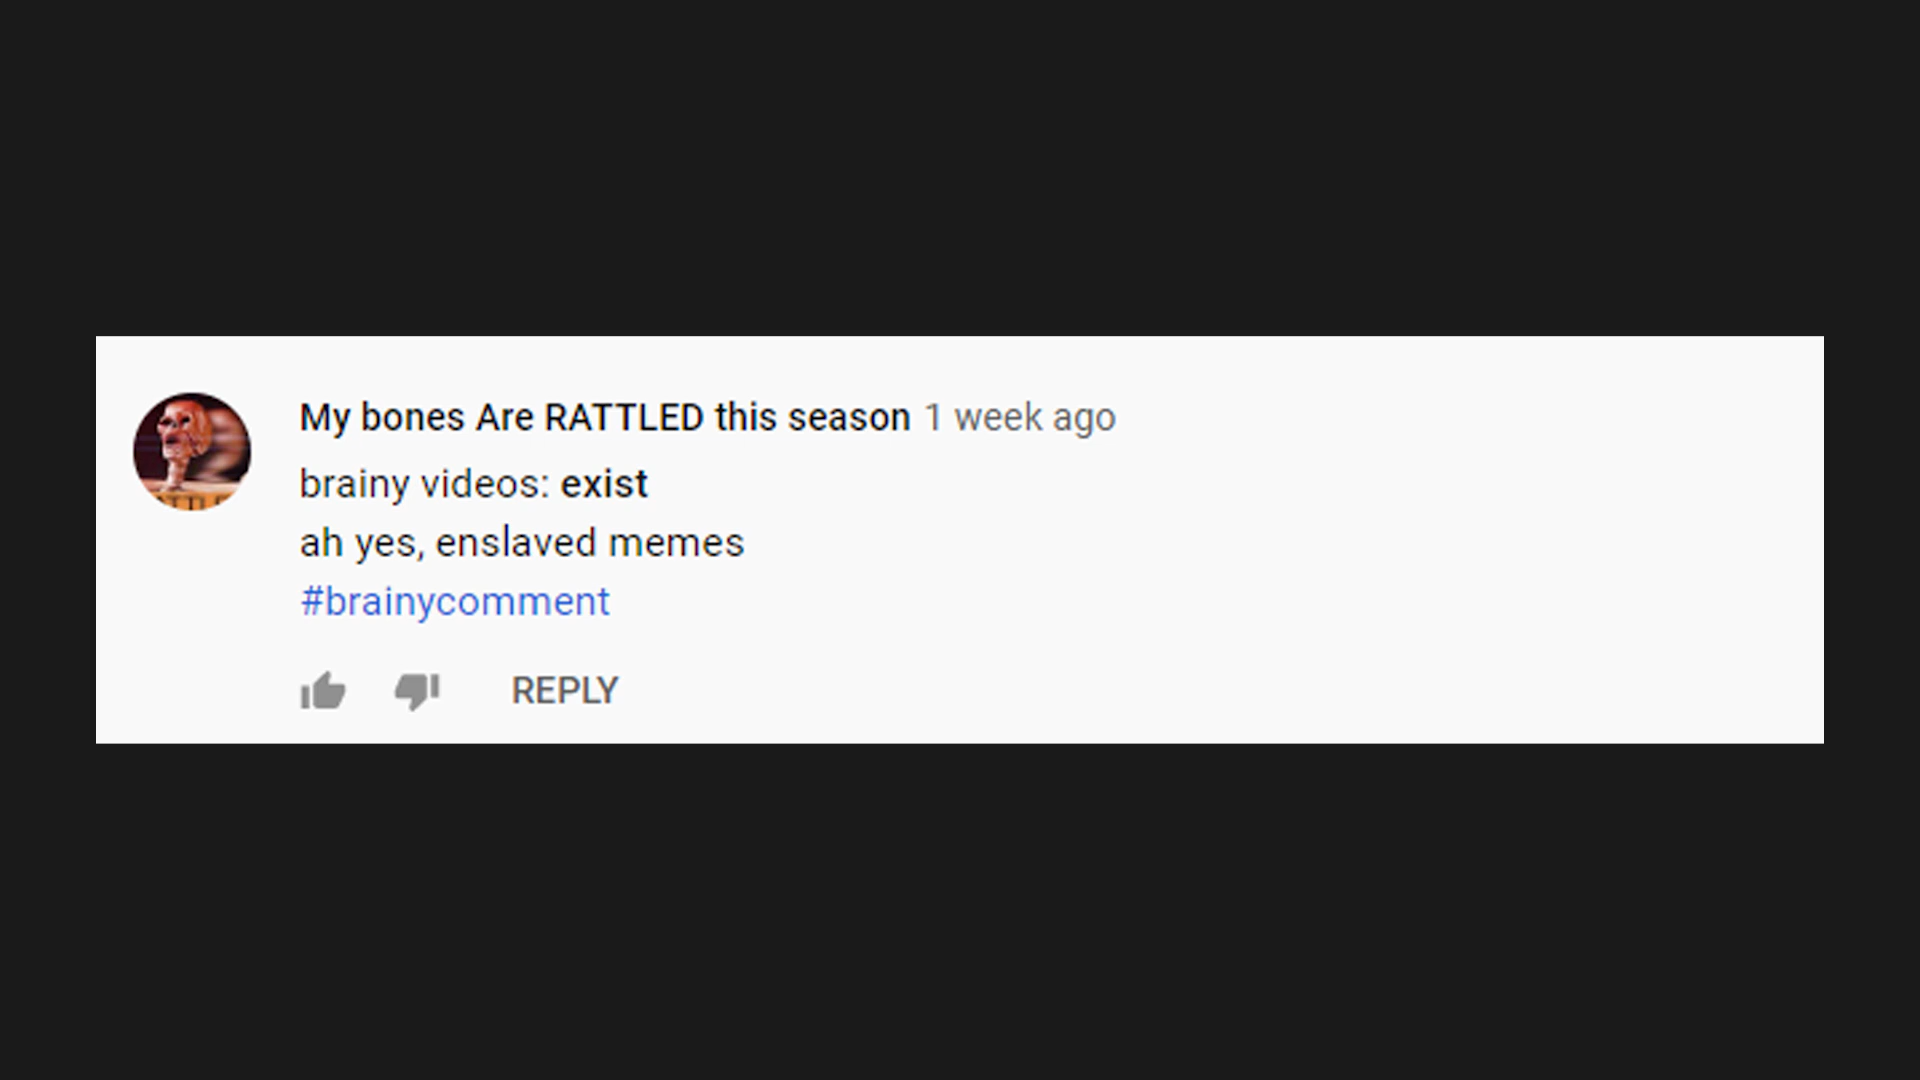 My bones Are RATTLED this season 1 week ago
brainy videos: exist
ah yes, enslaved memes
#brainycomment
REPLY